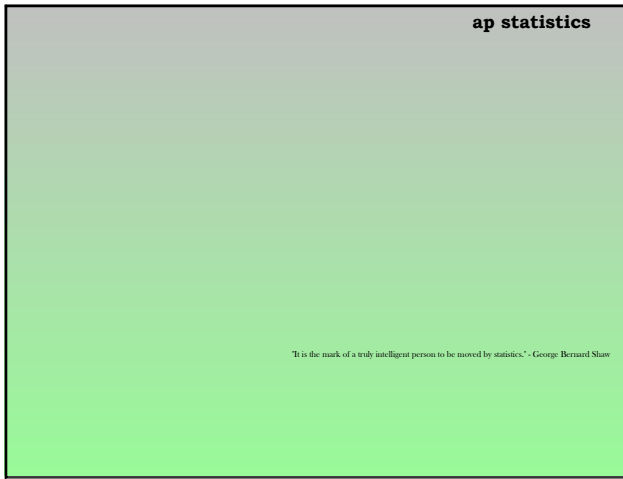 ap statistics
"It is the mark of a truly intelligent person to be moved by statistics." - George Bernard Shaw